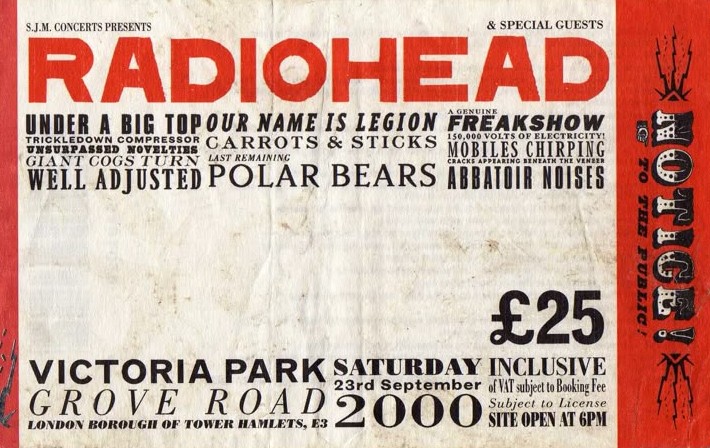 S.J.M. CONCERTS PRESENTS
& SPECIAL GUESTS
RADIOHEAD
UNDER A BIG TOP
TRICKLEDOWN COMPRESSOR
UNSURPASSED NOVELTIES
GIANT COGS TURN
WELL ADJUSTED
OUR NAME IS LEGION
CARROTS & STICKS
LAST REMAINING
POLAR BEARS
A GENUINE
FREAKSHOW
150,000 VOLTS OF ELECTRICITY!
MOBILES CHIRPING
CRACKS APPEARING BENEATH THE VENEER
ABBATOIR NOISES
£25
VICTORIA PARK
GROVE ROAD
LONDON BOROUGH OF TOWER HAMLETS, E3
SATURDAY
23rd September
2000
INCLUSIVE
of VAT subject to Booking Fee
Subject to License
SITE OPEN AT 6PM
NOTICE!
TO THE PUBLIC!